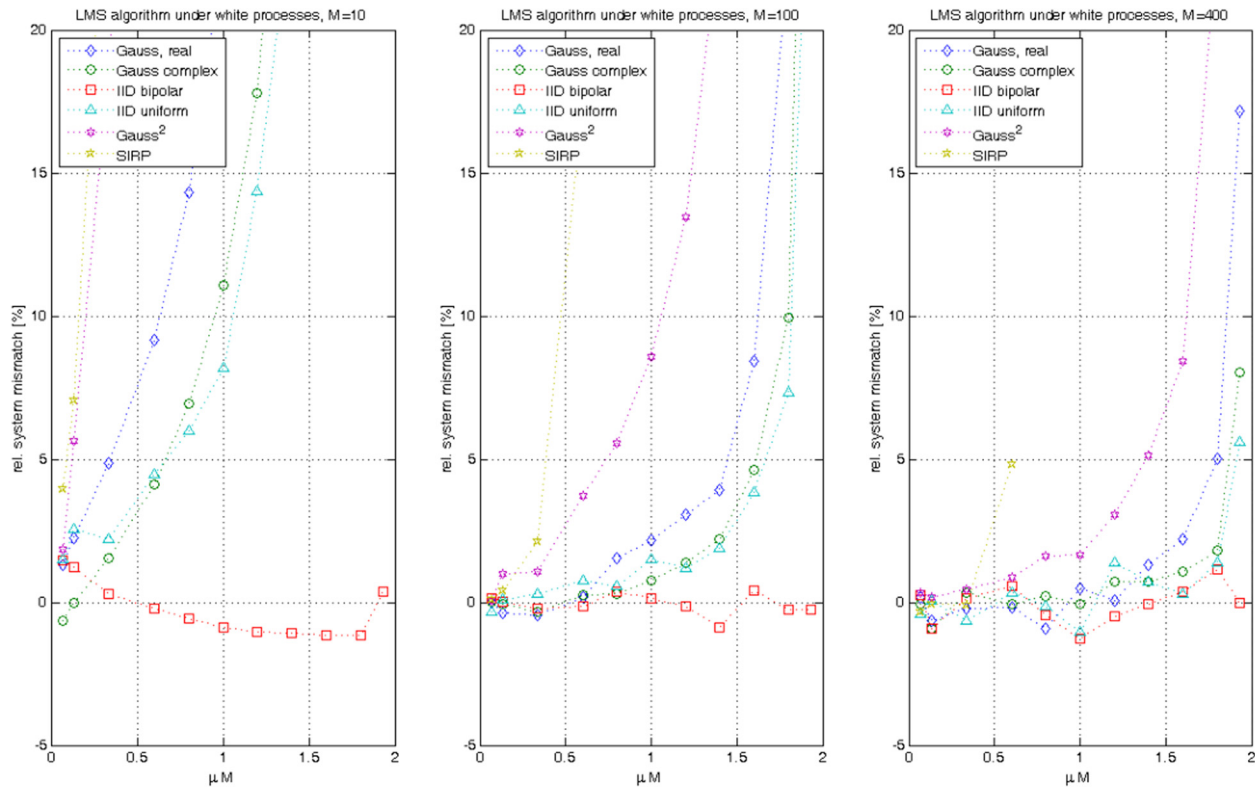 LMS algorithm under white processes, M=10
20
15
10
5
0
-5
0
0.5
1
1.5
2
rel. system mismatch [%]
μ M
Gauss, real
Gauss complex
IID bipolar
IID uniform
Gauss²
SIRP
LMS algorithm under white processes, M=100
20
15
10
5
0
-5
0
0.5
1
1.5
2
rel. system mismatch [%]
μ M
Gauss, real
Gauss complex
IID bipolar
IID uniform
Gauss²
SIRP
LMS algorithm under white processes, M=400
20
15
10
5
0
-5
0
0.5
1
1.5
2
rel. system mismatch [%]
μ M
Gauss, real
Gauss complex
IID bipolar
IID uniform
Gauss²
SIRP